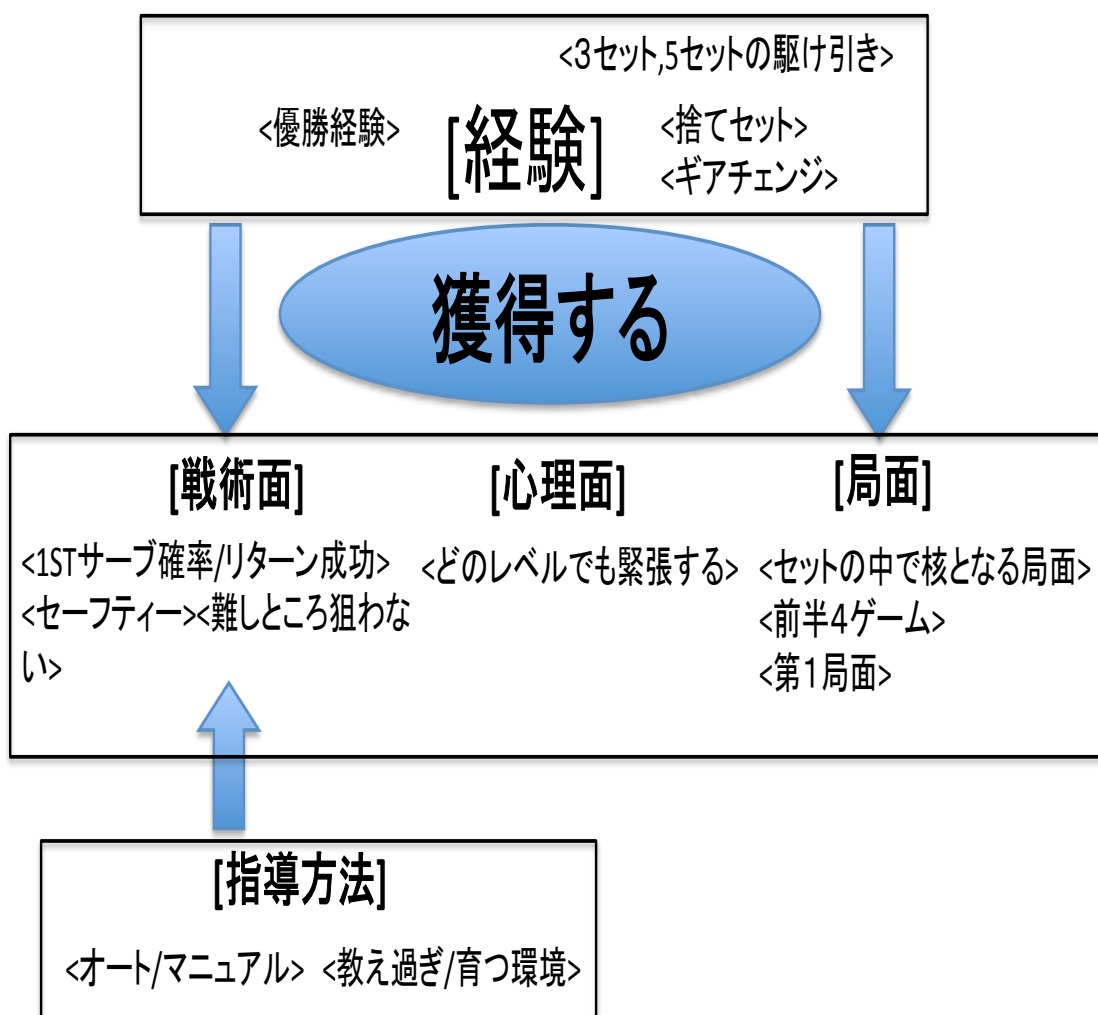 <3セット,5セットの駆け引き>
<優勝経験>
[経験]
<捨てセット>
<ギアチェンジ>
獲得する
[戦術面]
<1STサーブ確率/リターン成功>
<セーフティー><難しところ狙わな
い>
[心理面]
<どのレベルでも緊張する>
[局面]
<セットの中で核となる局面>
<前半4ゲーム>
<第1局面>
[指導方法]
<オート/マニュアル> <教え過ぎ/育つ環境>